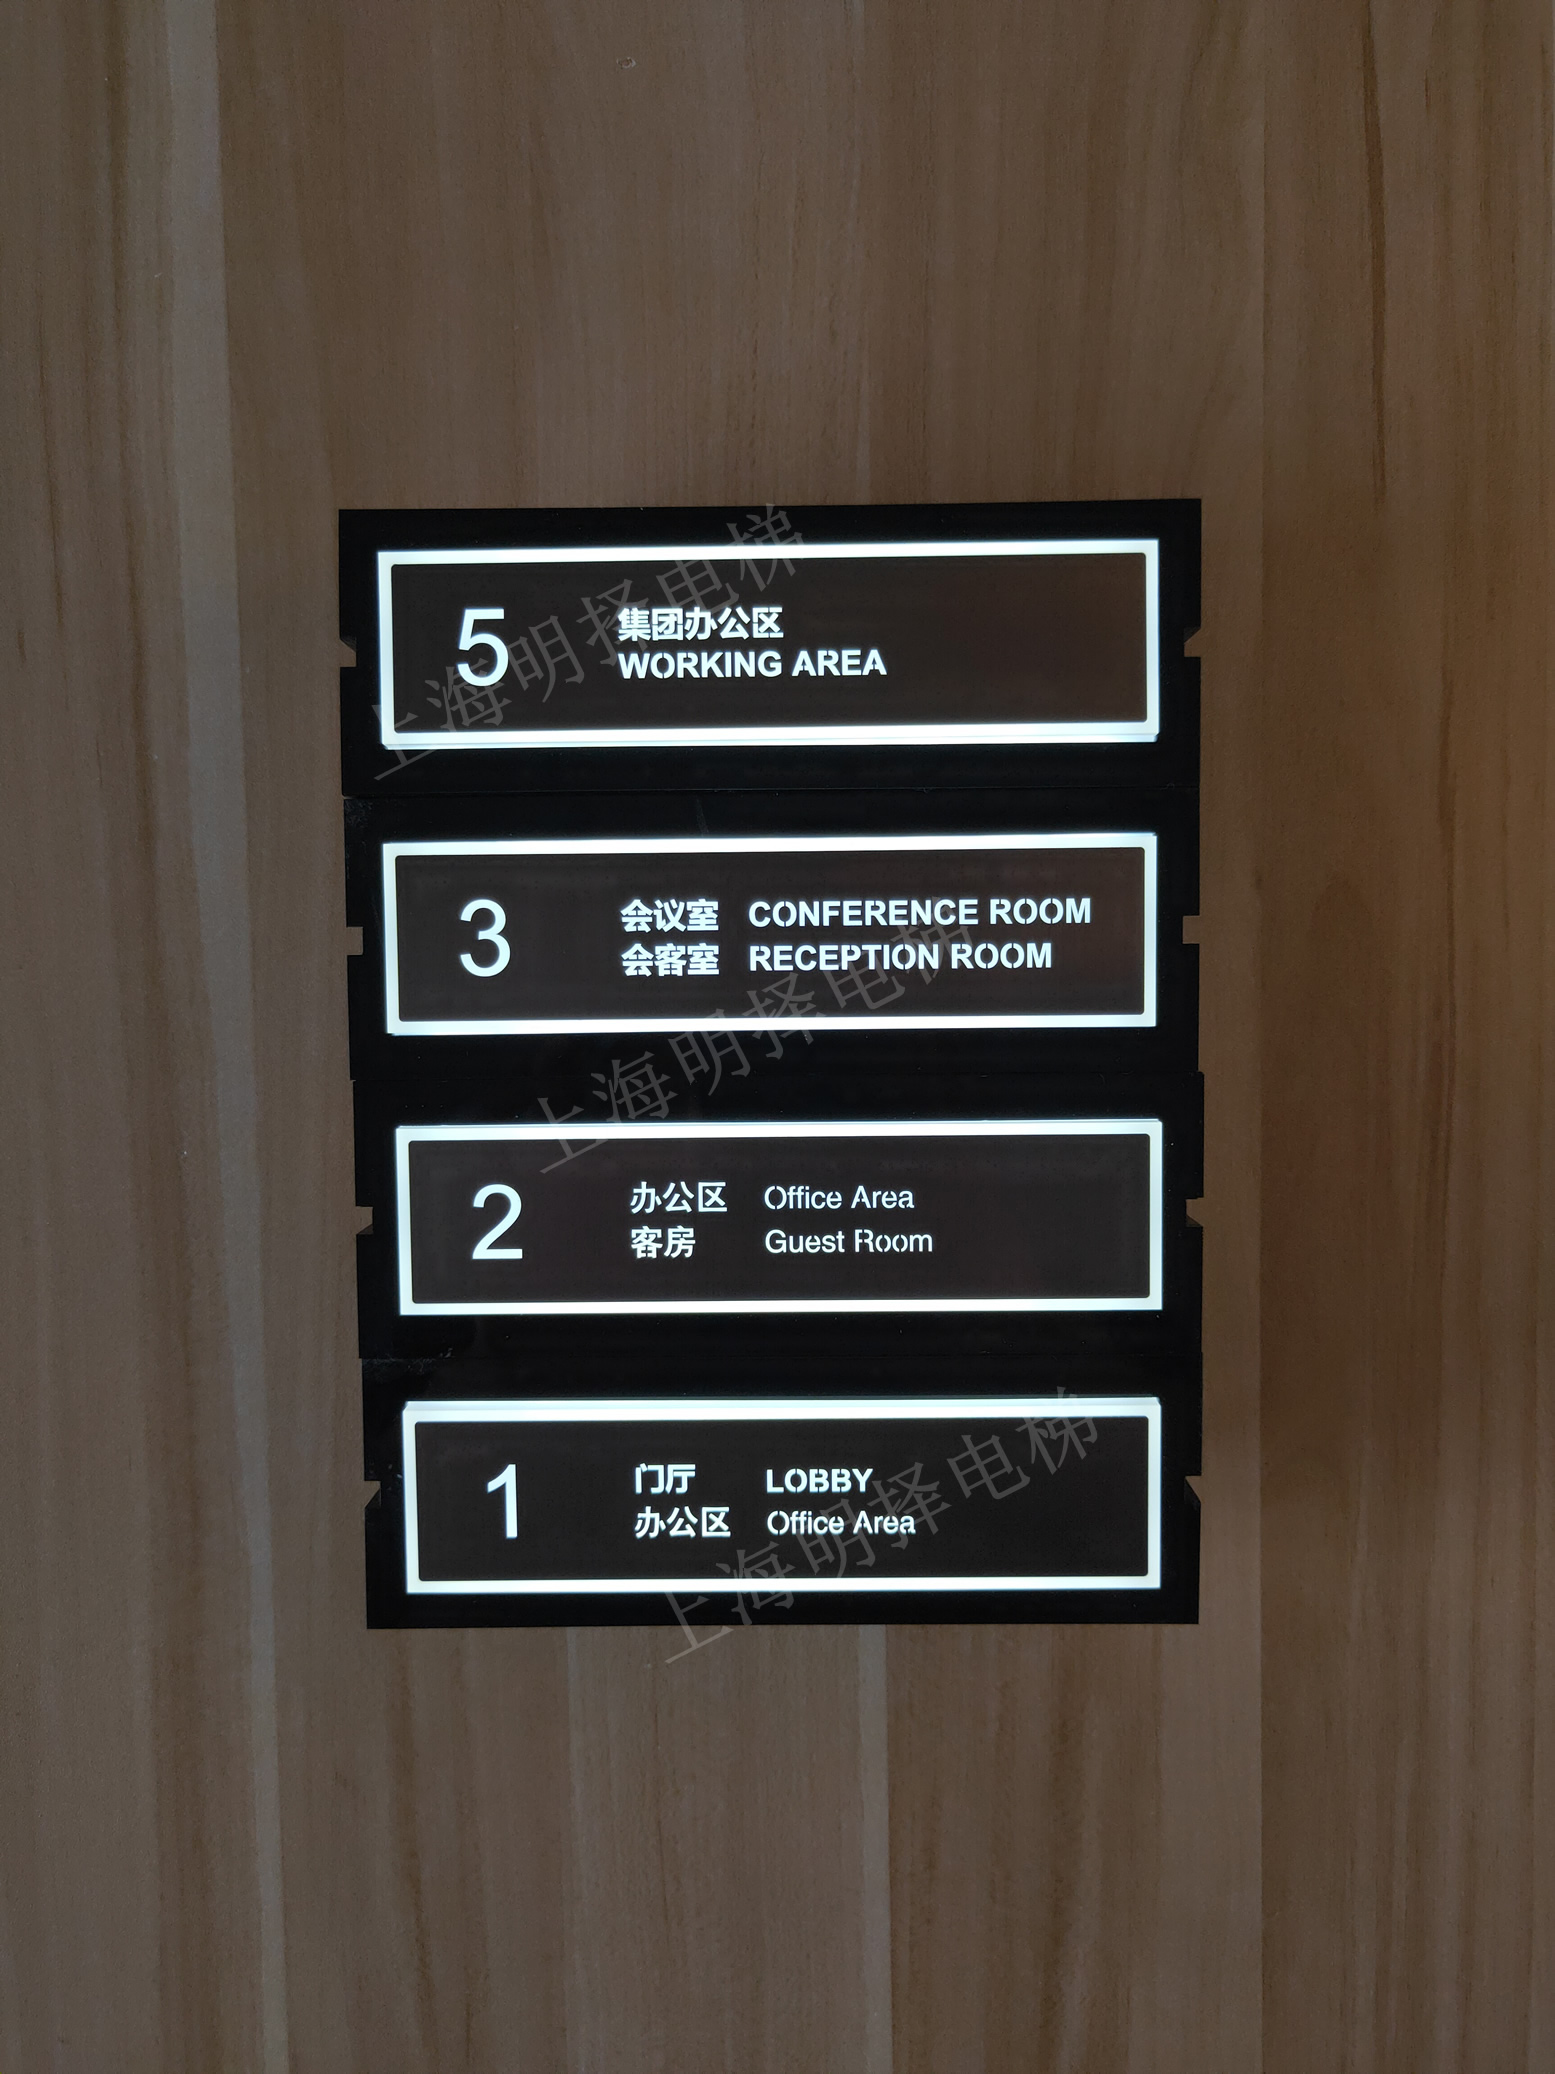 5
集团办公区
WORKING AREA
3
会议室 CONFERENCE ROOM
会客室 RECEPTION ROOM
2
办公区 Office Area
客房 Guest Room
1
门厅 LOBBY
办公区 Office Area
上海明择电梯
上海明择电梯
上海明择电梯